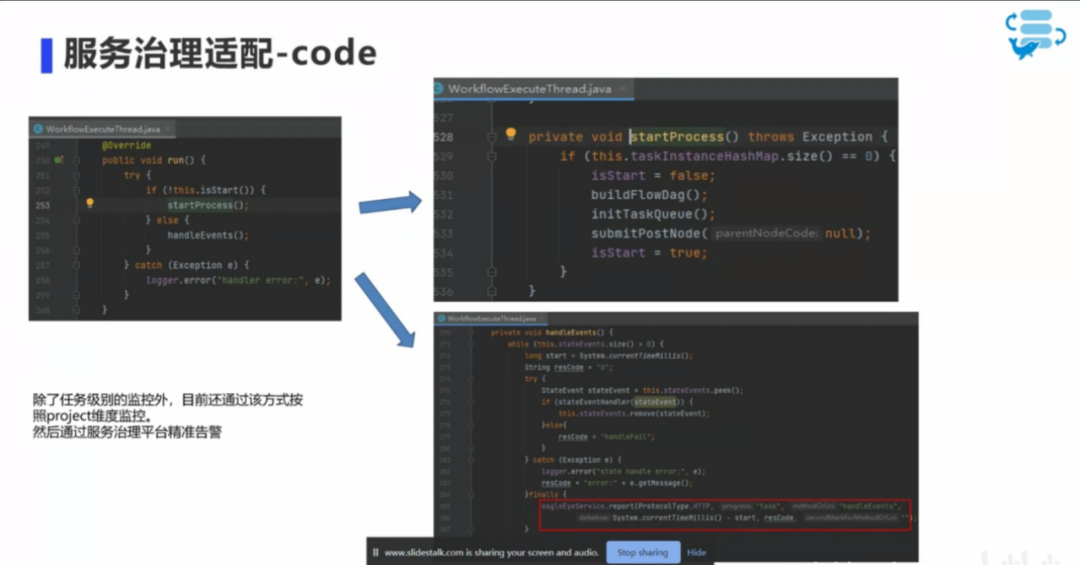 服务治理适配-code
WorkflowExecuteThread.java ×
249
@Override
250 public void run() {
251 try {
252 if (!this.isStart()) {
253 startProcess();
254 } else {
255 handleEvents();
256 }
257 } catch (Exception e) {
258 logger.error("handler error:", e);
259 }
260 }
WorkflowExecuteThread.java ×
527
528 private void startProcess() throws Exception {
529 if (this.taskInstanceHashMap.size() == 0) {
530 isStart = false;
531 buildFlowDag();
532 initTaskQueue();
533 submitPostNode( parentNodeCode: null);
534 isStart = true;
535 }
536 }
WorkflowExecuteThread.java
private void handleEvents() {
while (this.stateEvents.size() > 0) {
long start = System.currentTimeMillis();
String resCode = "0";
try {
StateEvent stateEvent = this.stateEvents.peek();
if (stateEventHandler(stateEvent)) {
this.stateEvents.remove(stateEvent);
}else{
resCode = "handleFail";
}
} catch (Exception e) {
logger.error("state handle error:", e);
resCode = "error:" + e.getMessage();
}finally {
eagleEyeService.report(ProtocolType.HTTP, "task", "handleEvents",
System.currentTimeMillis() - start, resCode, "");
}
除了任务级别的监控外，目前还通过该方式按
照project维度监控。
然后通过服务治理平台精准告警
www.slidestalk.com is sharing your screen and audio. Stop sharing Hide